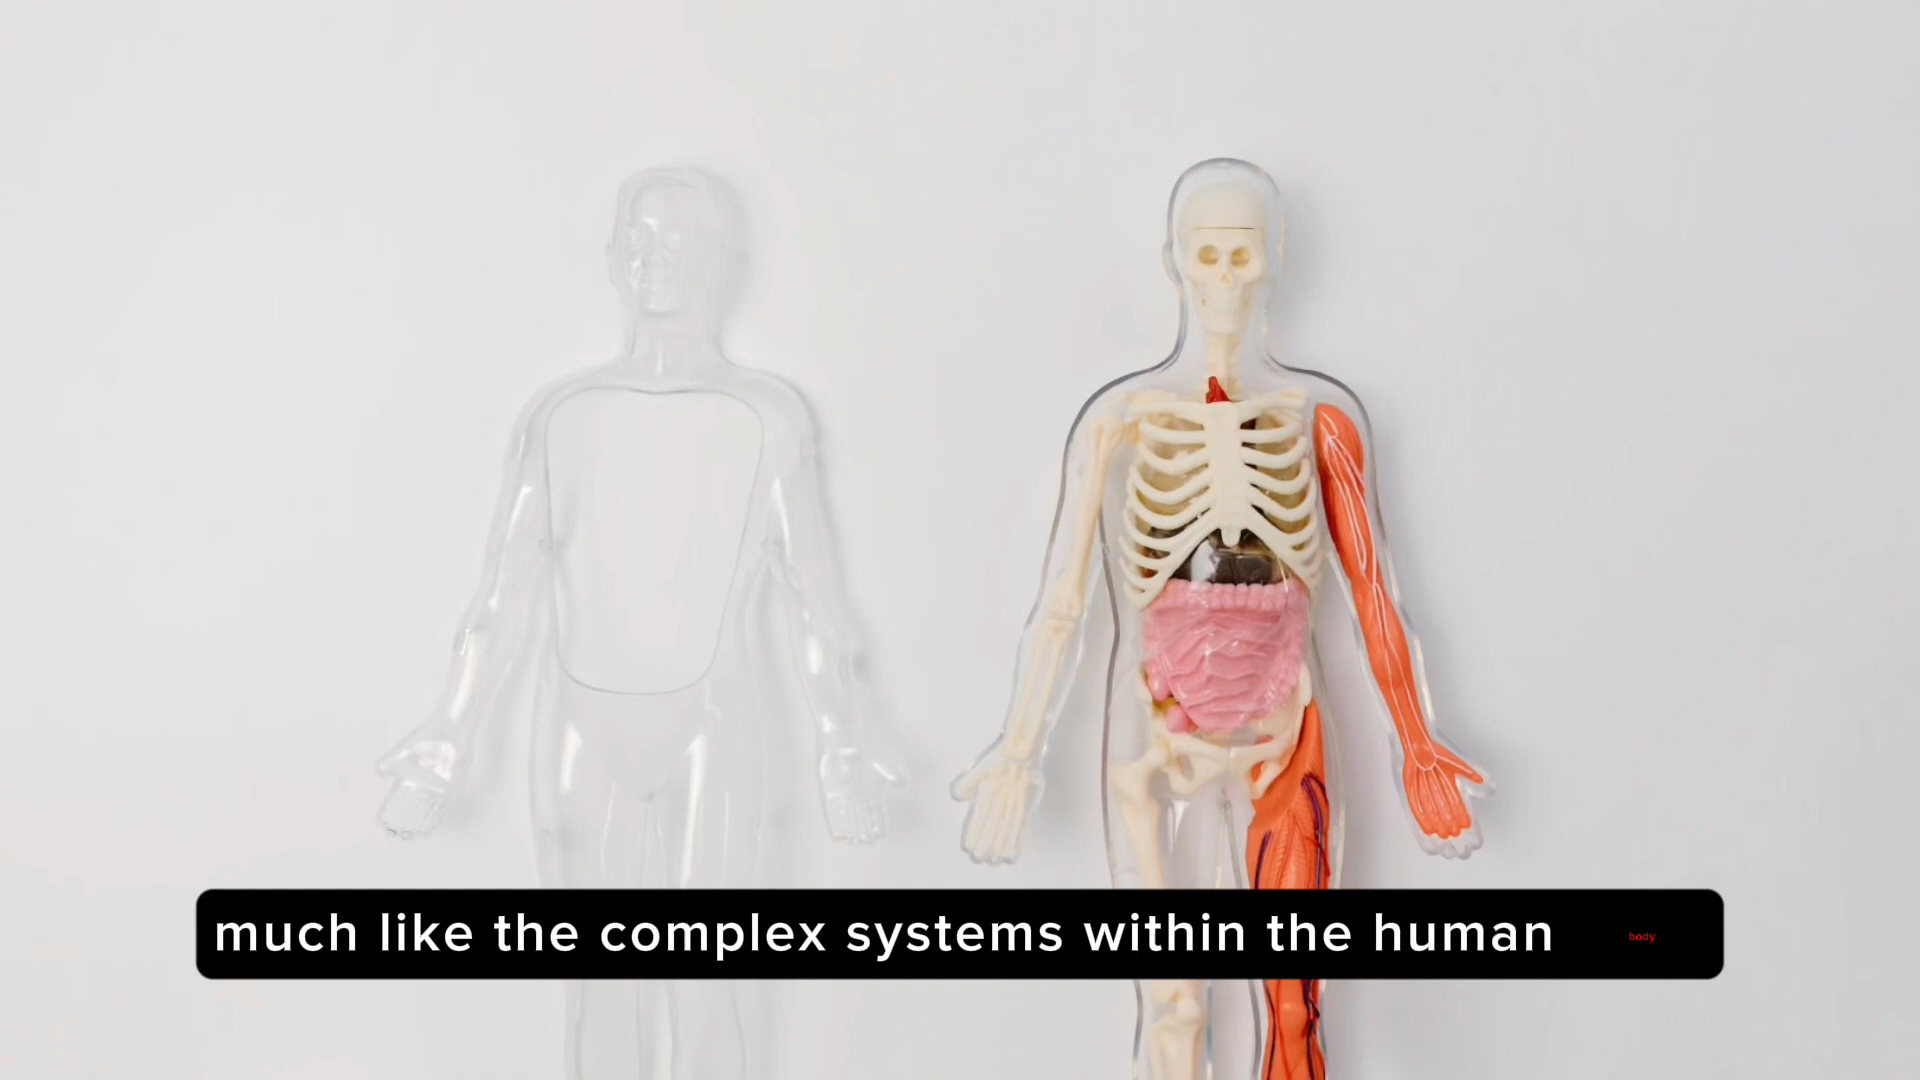 much like the complex systems within the human body